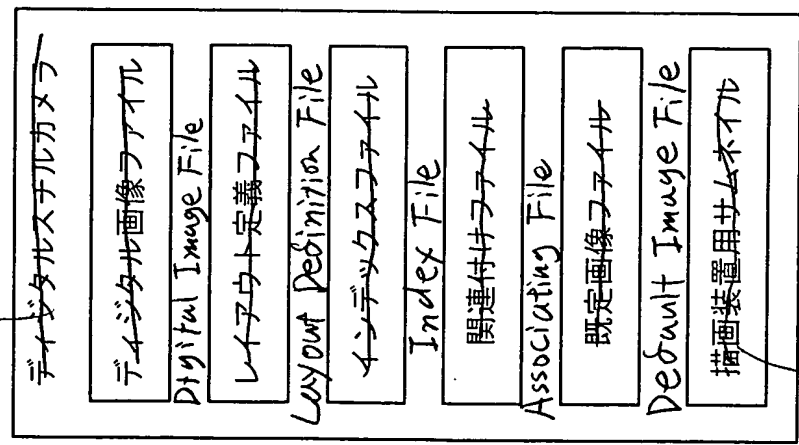 ディジタルスチルカメラ
ディジタル画像ファイル
Digital Image File
レイアウト定義ファイル
Layout Definition File
インデックスファイル
Index File
関連付けファイル
Associating File
既定画像ファイル
Default Image File
描画装置用サムネイル